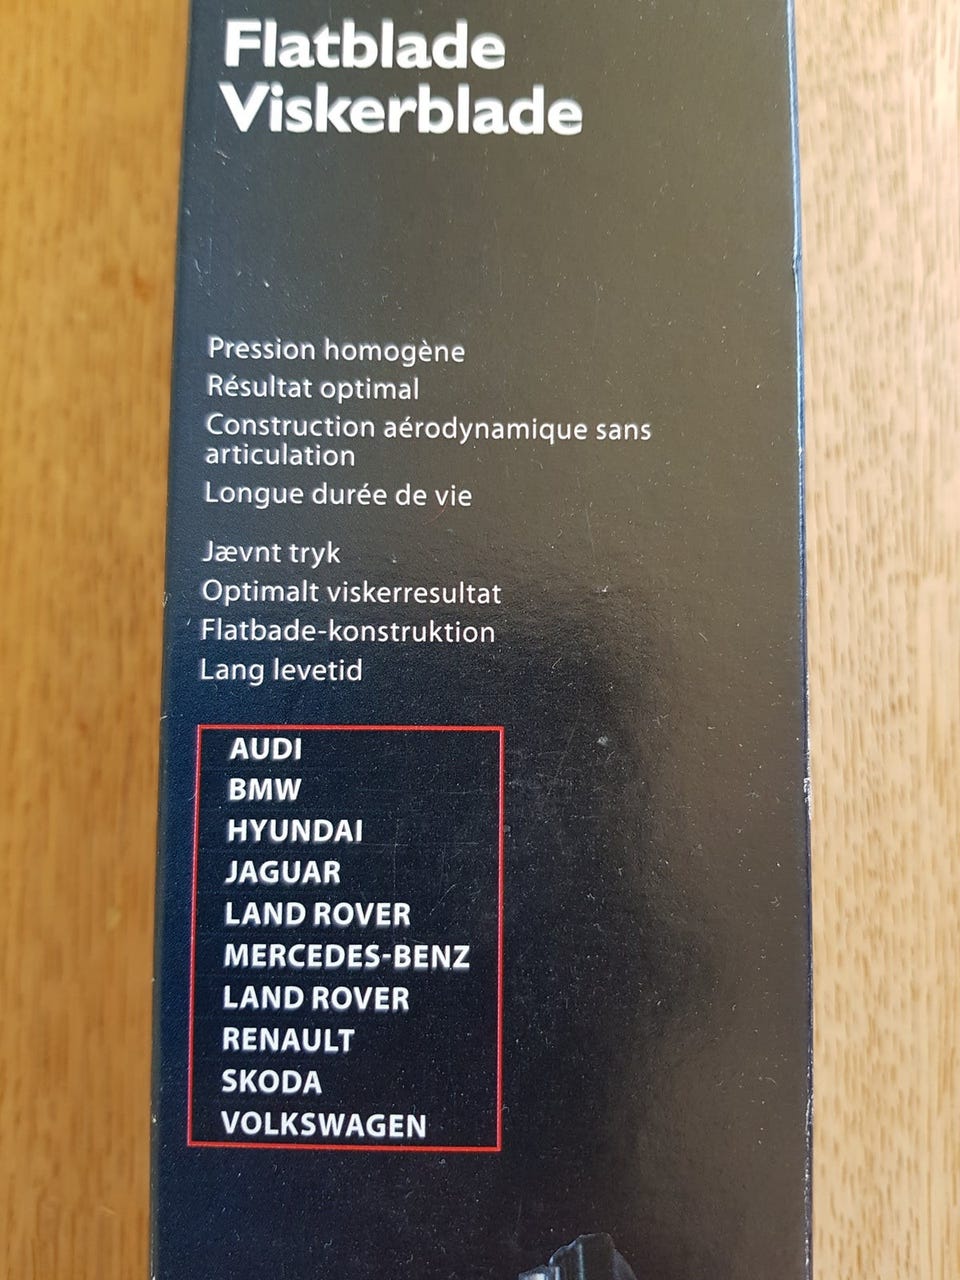 Flatblade
Viskerblade
Pression homogène
Résultat optimal
Construction aérodynamique sans
articulation
Longue durée de vie
Jævnt tryk
Optimalt viskerresultat
Flatbade-konstruktion
Lang levetid
AUDI
BMW
HYUNDAI
JAGUAR
LAND ROVER
MERCEDES-BENZ
LAND ROVER
RENAULT
SKODA
VOLKSWAGEN